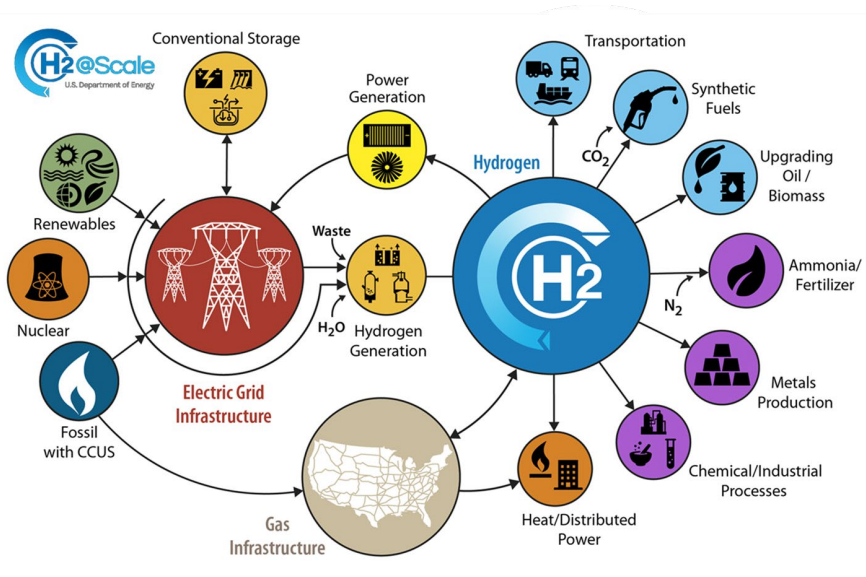 H2@Scale
U.S. Department of Energy
Conventional Storage
Transportation
Power
Generation
Synthetic
Fuels
Hydrogen
CO2
Upgrading
Oil /
Biomass
Renewables
Waste
H2
Ammonia/
Fertilizer
N2
Nuclear
H2O
Hydrogen
Generation
Electric Grid
Infrastructure
Metals
Production
Fossil
with CCUS
Chemical/Industrial
Processes
Gas
Infrastructure
Heat/Distributed
Power